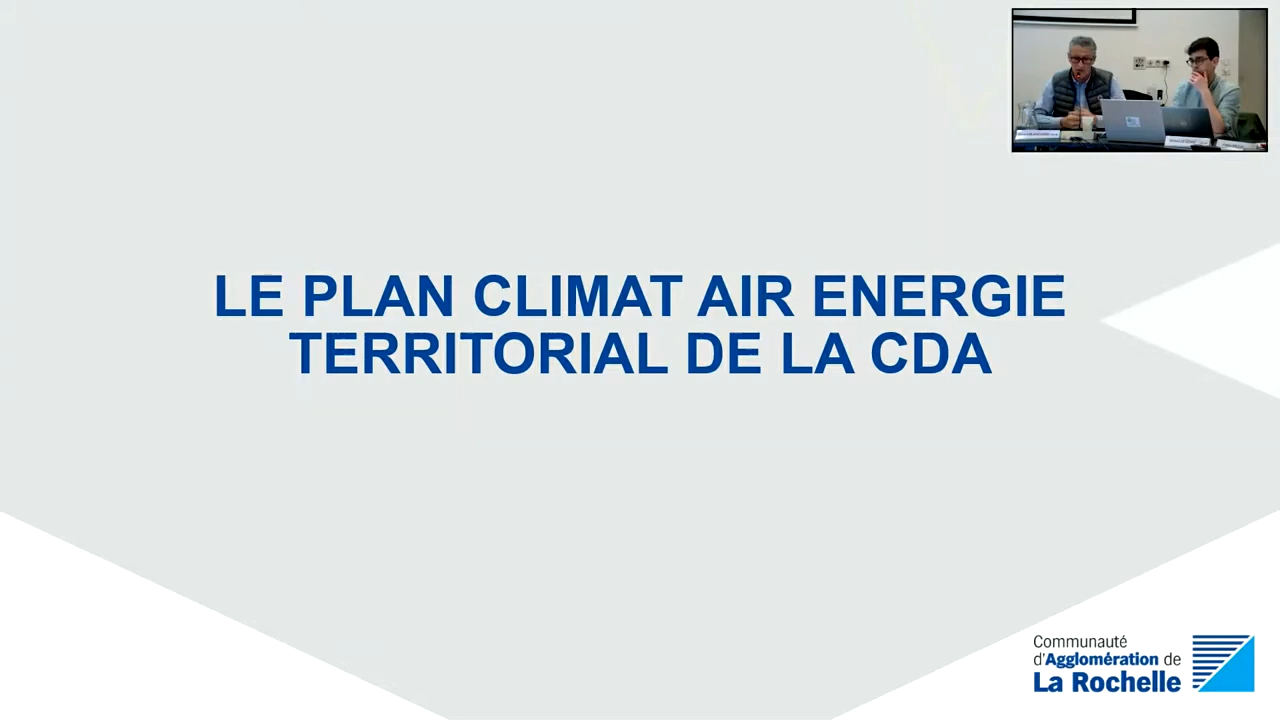 LE PLAN CLIMAT AIR ENERGIE
TERRITORIAL DE LA CDA
Communauté
d'Agglomération de
La Rochelle